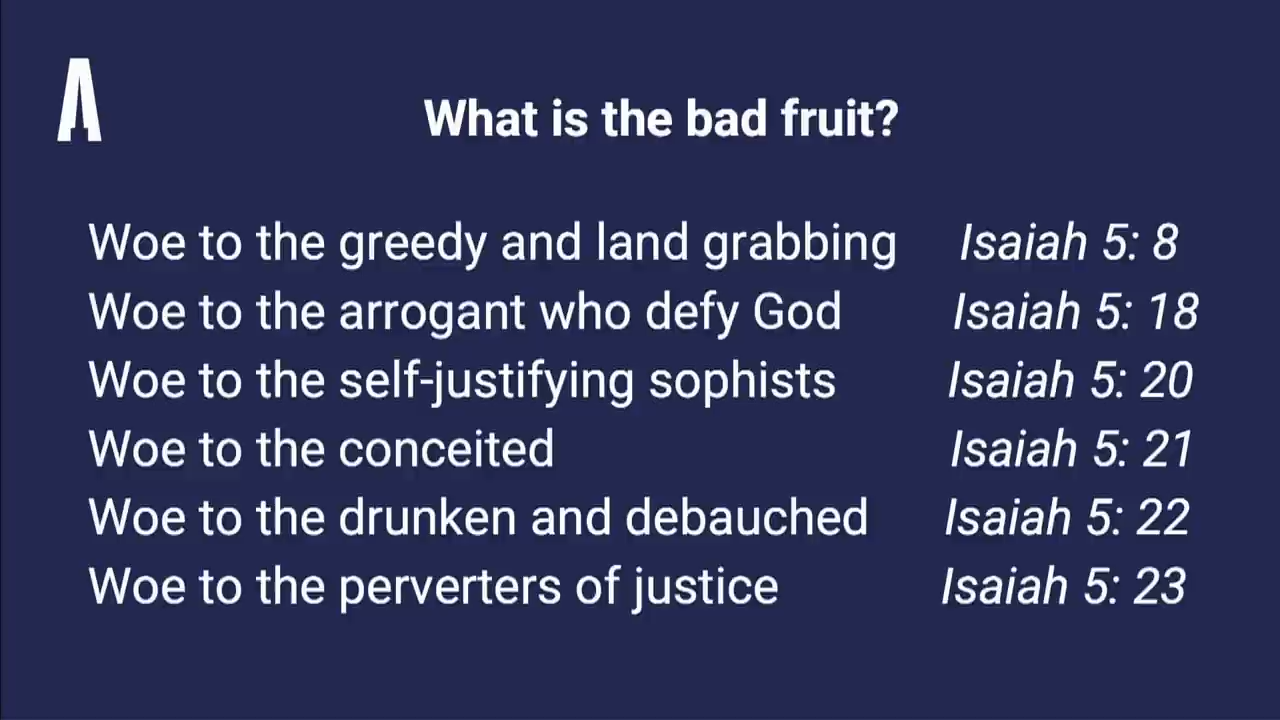 A
What is the bad fruit?
Woe to the greedy and land grabbing Isaiah 5: 8
Woe to the arrogant who defy God Isaiah 5: 18
Woe to the self-justifying sophists Isaiah 5: 20
Woe to the conceited Isaiah 5: 21
Woe to the drunken and debauched Isaiah 5: 22
Woe to the perverters of justice Isaiah 5: 23